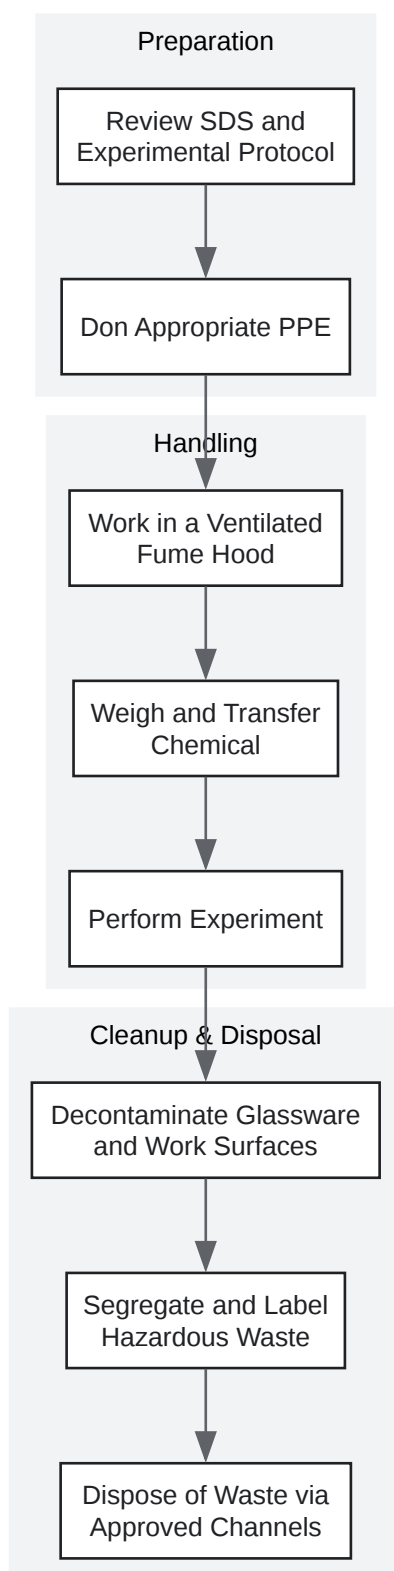 Preparation
Review SDS and
Experimental Protocol
Don Appropriate PPE
Handling
Work in a Ventilated
Fume Hood
Weigh and Transfer
Chemical
Perform Experiment
Cleanup & Disposal
Decontaminate Glassware
and Work Surfaces
Segregate and Label
Hazardous Waste
Dispose of Waste via
Approved Channels